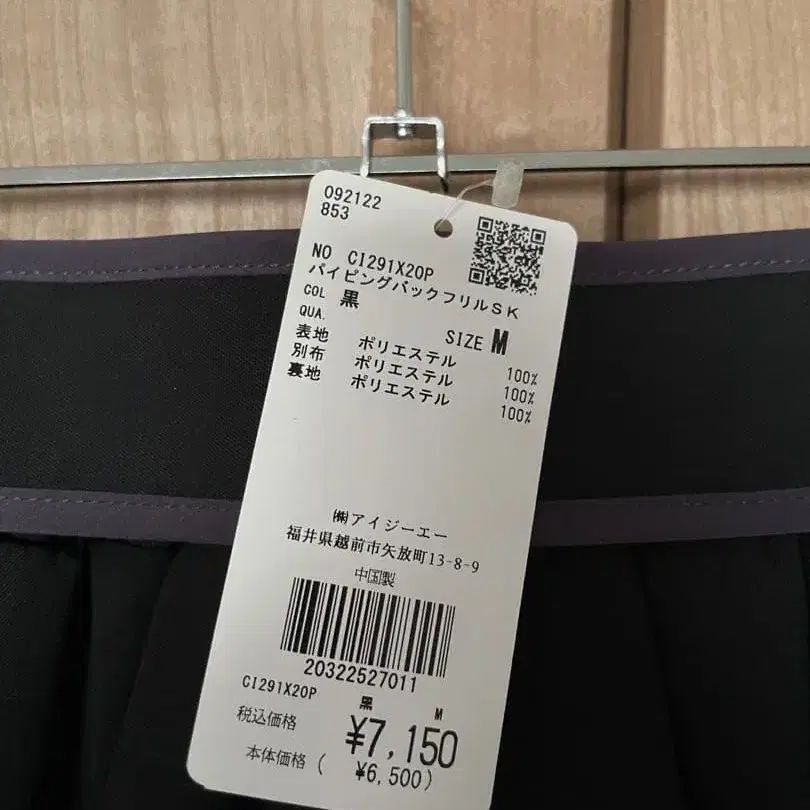 092122
853
NO CI291X20P
パイピングバックフリルSK
COL 黒
QUA. SIZE M
表地 ポリエステル 100%
別布 ポリエステル 100%
裏地 ポリエステル 100%
㈱アイジーエー
福井県越前市矢放町13-8-9
中国製
20322527011
CI291X20P 黒 M
税込価格 ¥7,150
本体価格( ¥6,500)